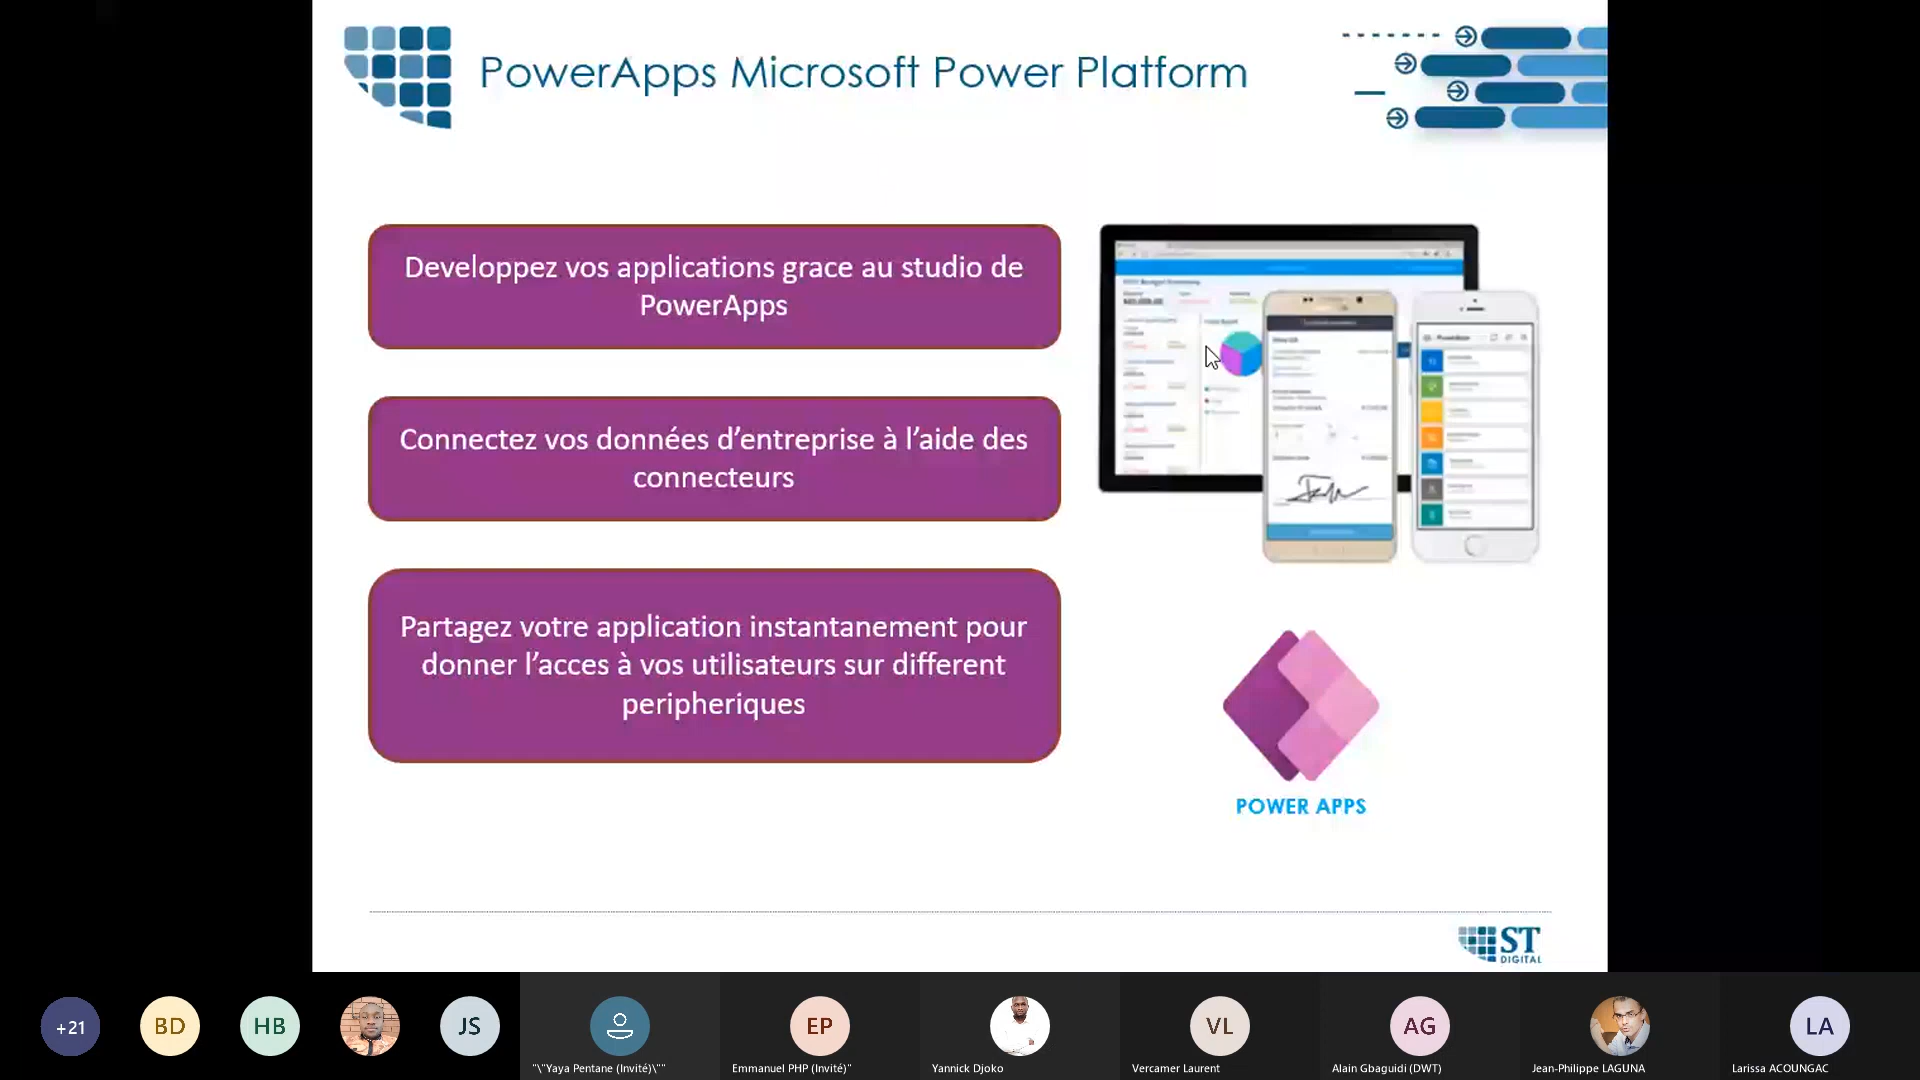 PowerApps Microsoft Power Platform
Developpez vos applications grace au studio de
PowerApps
Connectez vos données d’entreprise à l’aide des
connecteurs
Partagez votre application instantanement pour
donner l’acces à vos utilisateurs sur different
peripheriques
POWER APPS
ST
DIGITAL
+21
BD
HB
JS
EP
VL
AG
LA
"\"Yaya Pentane (Invité)\""
Emmanuel PHP (Invité)"
Yannick Djoko
Vercamer Laurent
Alain Gbaguidi (DWT)
Jean-Philippe LAGUNA
Larissa ACOUNGAC